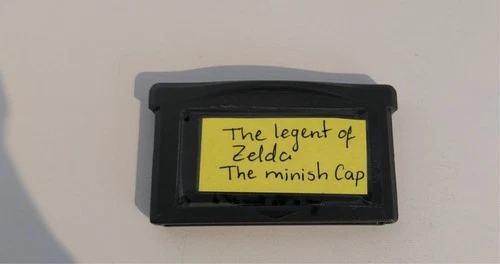 The legent of
Zelda
The minish Cap